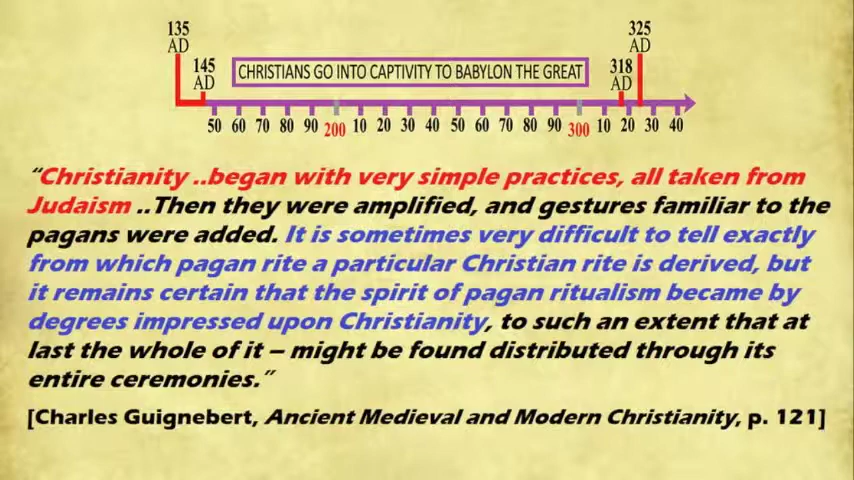 135
AD
325
AD
145
AD
CHRISTIANS GO INTO CAPTIVITY TO BABYLON THE GREAT
318
AD
50 60 70 80 90 200 10 20 30 40 50 60 70 80 90 300 10 20 30 40
“Christianity ..began with very simple practices, all taken from
Judaism ..Then they were amplified, and gestures familiar to the
pagans were added. It is sometimes very difficult to tell exactly
from which pagan rite a particular Christian rite is derived, but
it remains certain that the spirit of pagan ritualism became by
degrees impressed upon Christianity, to such an extent that at
last the whole of it – might be found distributed through its
entire ceremonies.”
[Charles Guignebert, Ancient Medieval and Modern Christianity, p. 121]